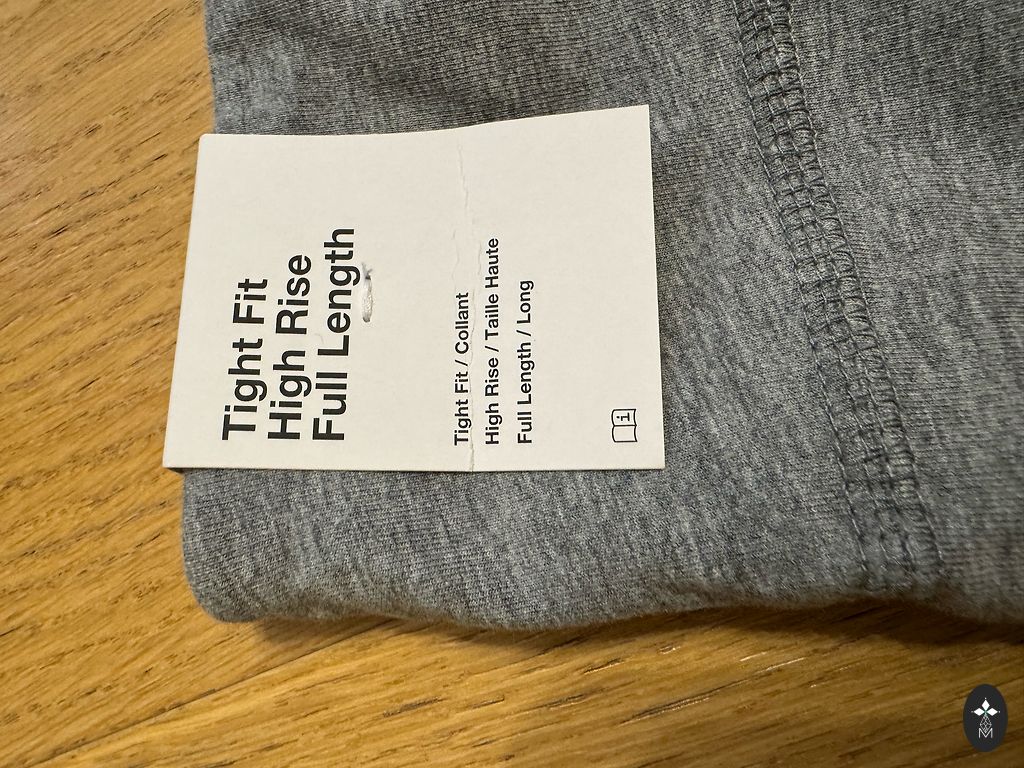 Tight Fit
High Rise
Full Length
Tight Fit / Collant
High Rise / Taille Haute
Full Length / Long
i
M